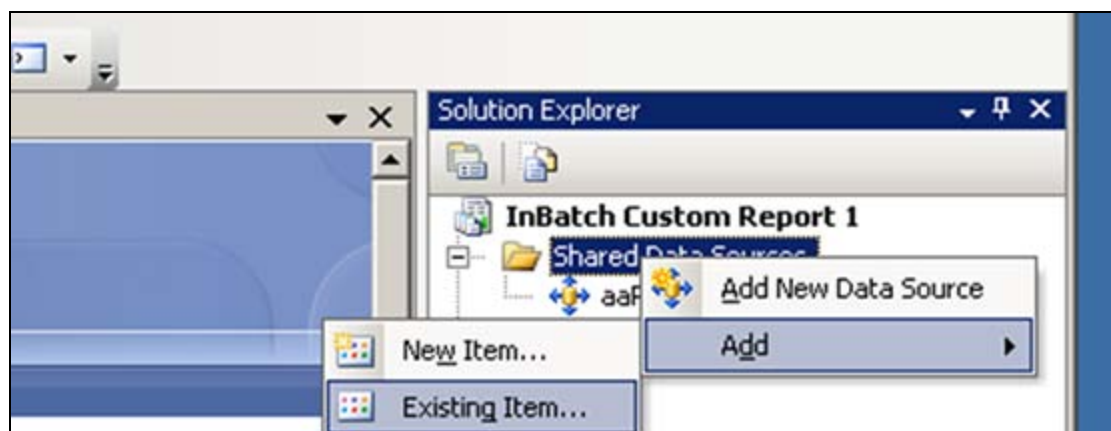 Solution Explorer
InBatch Custom Report 1
Shared Data Sources
Add New Data Source
Add
New Item...
Existing Item...